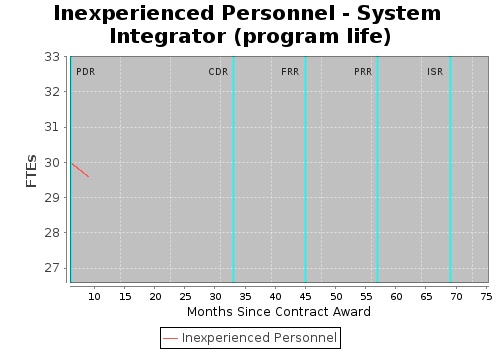 Inexperienced Personnel - System
Integrator (program life)
33
32
31
30
29
28
27
FTEs
PDR CDR FRR PRR ISR
10 15 20 25 30 35 40 45 50 55 60 65 70 75
Months Since Contract Award
Inexperienced Personnel